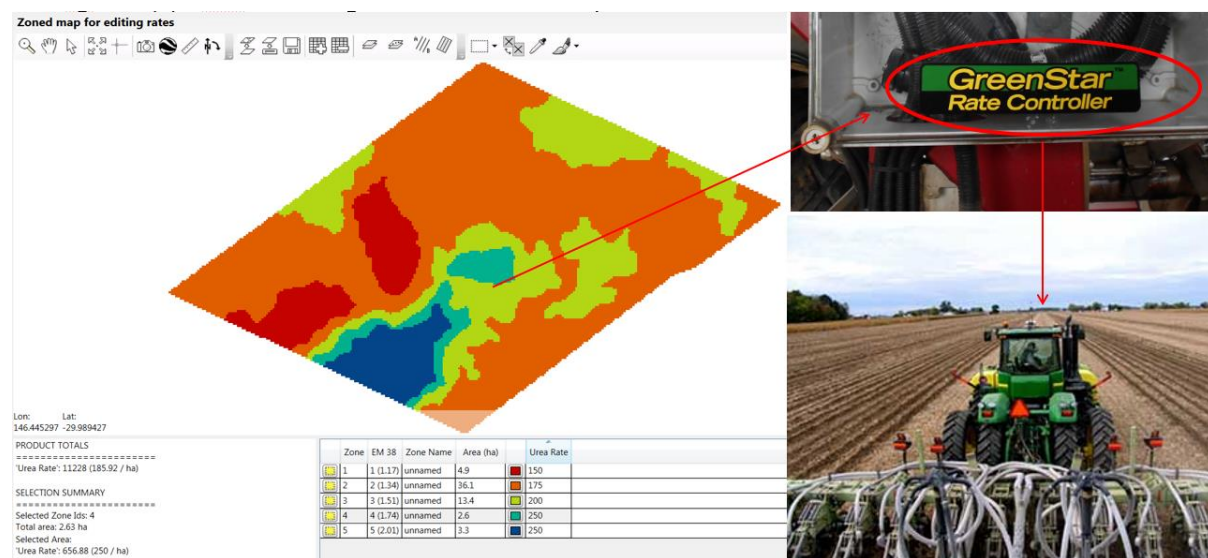 Zoned map for editing rates
Lon: Lat:
146.445297 -29.989427
PRODUCT TOTALS
========================
'Urea Rate': 11228 (185.92 / ha)
SELECTION SUMMARY
========================
Selected Zone Ids: 4
Total area: 2.63 ha
Selected Area:
'Urea Rate': 656.88 (250 / ha)
Zone EM 38 Zone Name Area (ha) Urea Rate
1 1 (1.17) unnamed 4.9 150
2 2 (1.34) unnamed 36.1 175
3 3 (1.51) unnamed 13.4 200
4 4 (1.74) unnamed 2.6 250
5 5 (2.01) unnamed 3.3 250
GreenStar™
Rate Controller